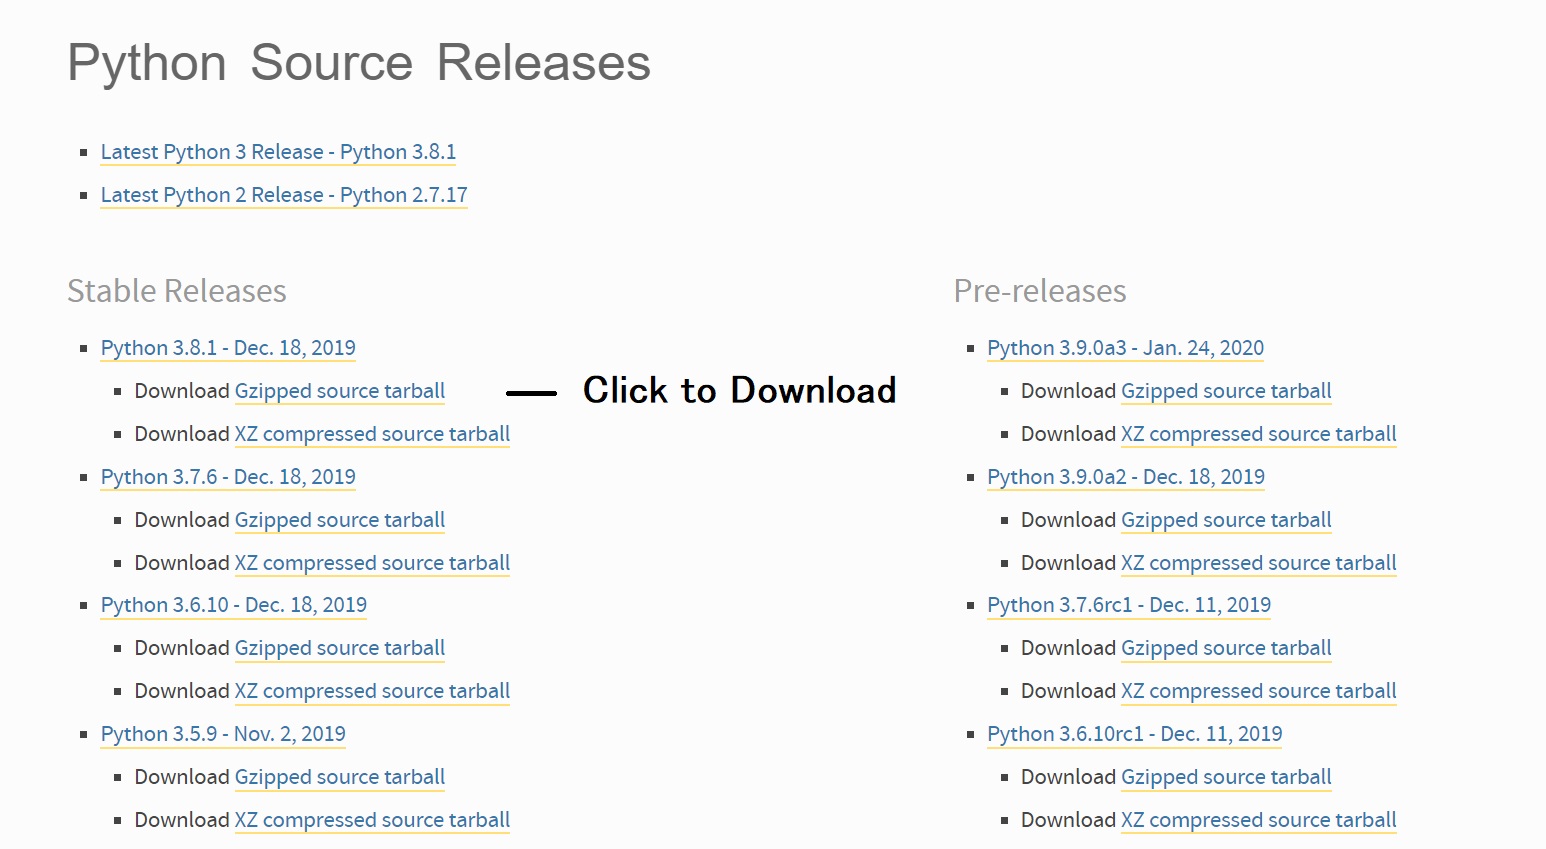 Python Source Releases
Latest Python 3 Release - Python 3.8.1
Latest Python 2 Release - Python 2.7.17
Stable Releases
Python 3.8.1 - Dec. 18, 2019
Download Gzipped source tarball
— Click to Download
Download XZ compressed source tarball
Python 3.7.6 - Dec. 18, 2019
Download Gzipped source tarball
Download XZ compressed source tarball
Python 3.6.10 - Dec. 18, 2019
Download Gzipped source tarball
Download XZ compressed source tarball
Python 3.5.9 - Nov. 2, 2019
Download Gzipped source tarball
Download XZ compressed source tarball
Pre-releases
Python 3.9.0a3 - Jan. 24, 2020
Download Gzipped source tarball
Download XZ compressed source tarball
Python 3.9.0a2 - Dec. 18, 2019
Download Gzipped source tarball
Download XZ compressed source tarball
Python 3.7.6rc1 - Dec. 11, 2019
Download Gzipped source tarball
Download XZ compressed source tarball
Python 3.6.10rc1 - Dec. 11, 2019
Download Gzipped source tarball
Download XZ compressed source tarball